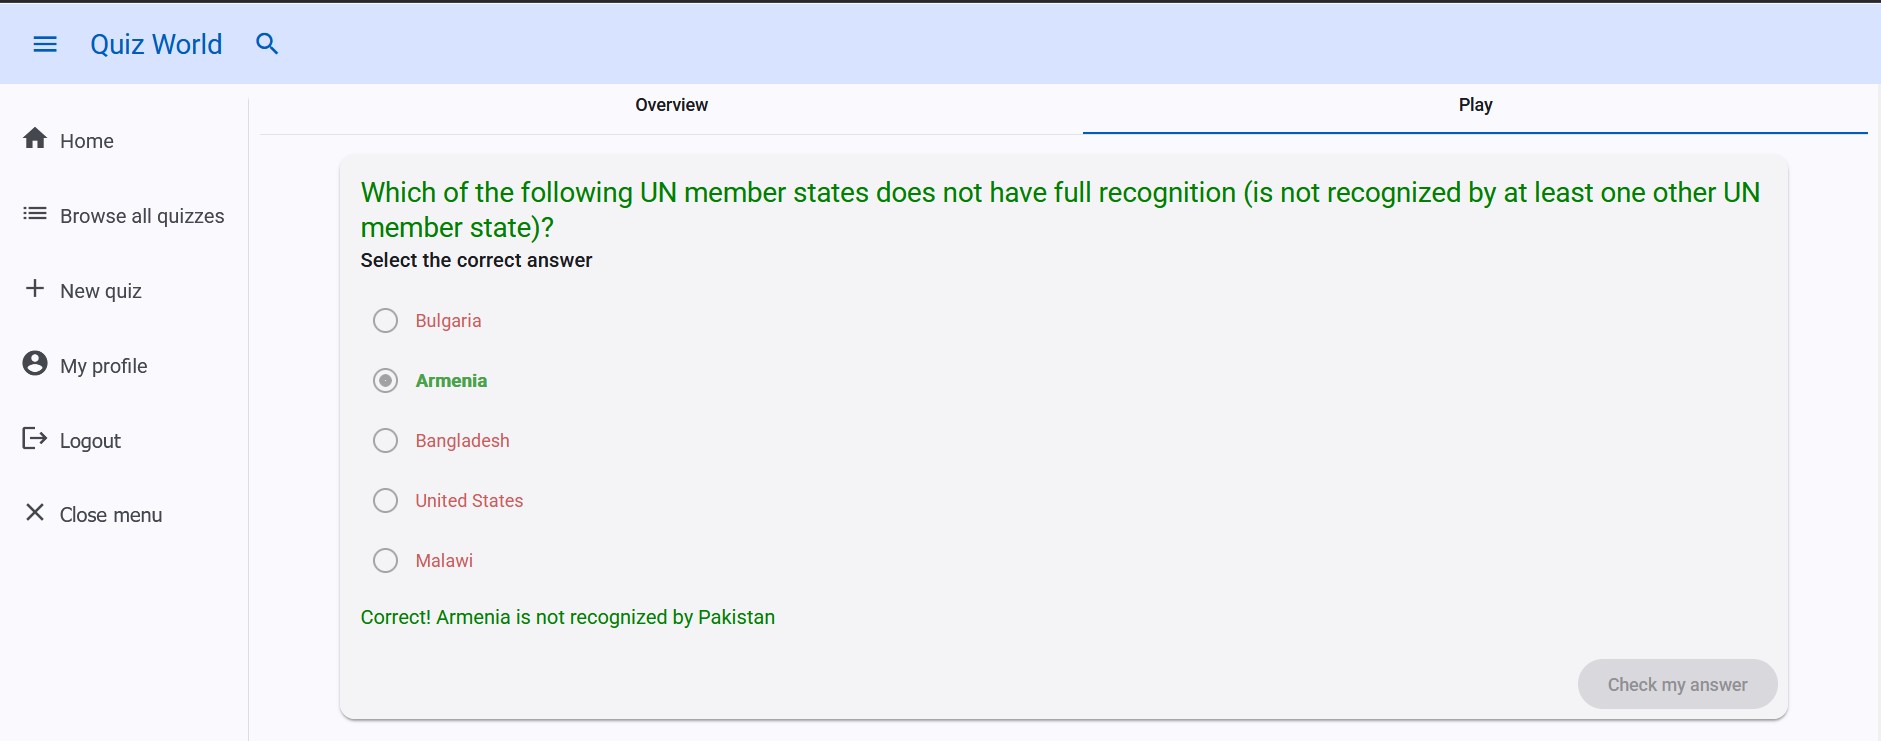 Quiz World
Overview
Play
Home
Browse all quizzes
New quiz
My profile
Logout
Close menu
Which of the following UN member states does not have full recognition (is not recognized by at least one other UN
member state)?
Select the correct answer
Bulgaria
Armenia
Bangladesh
United States
Malawi
Correct! Armenia is not recognized by Pakistan
Check my answer